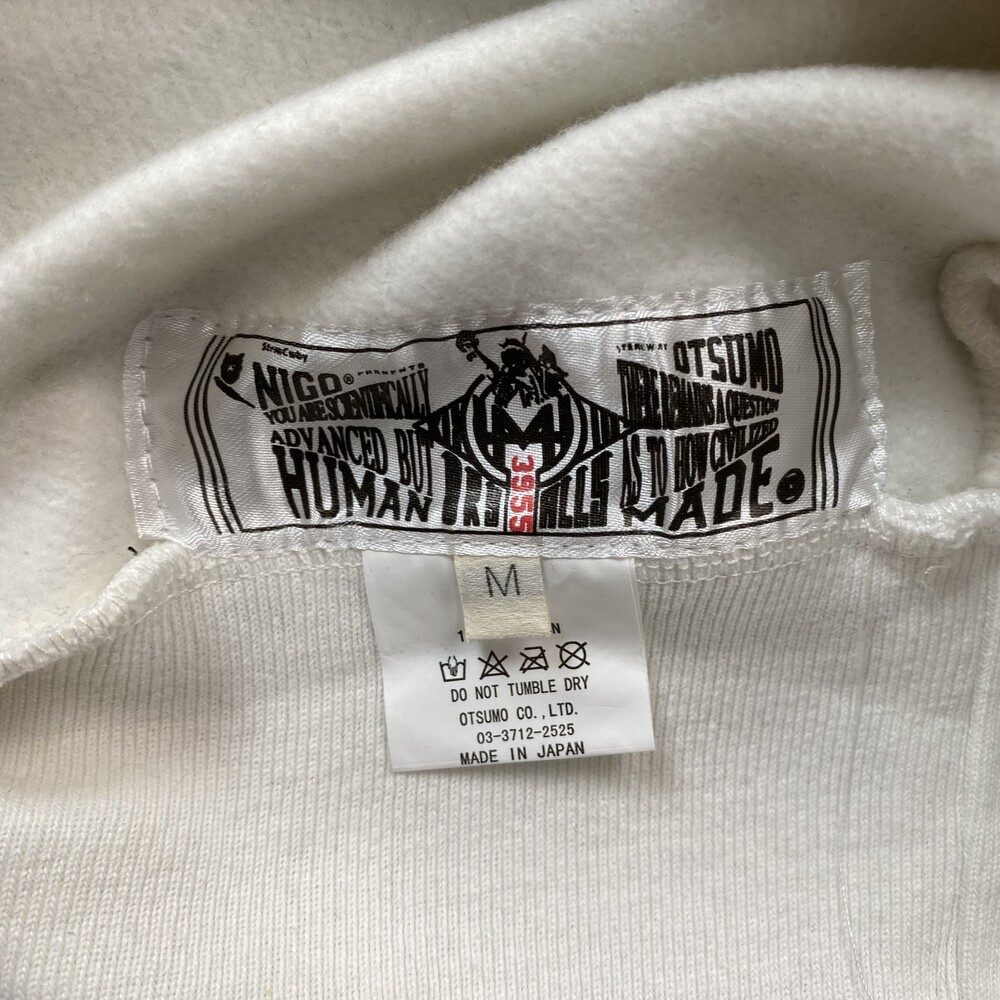 NIGO® PRESENTS
YOU ARE SCIENTIFICALLY
ADVANCED BUT
HUMAN
DRY ALLS
3955
OTSUMO
THERE REMAINS A QUESTION
AS TO HOW CIVILIZED
MADE
M
DO NOT TUMBLE DRY
OTSUMO CO.,LTD.
03-3712-2525
MADE IN JAPAN